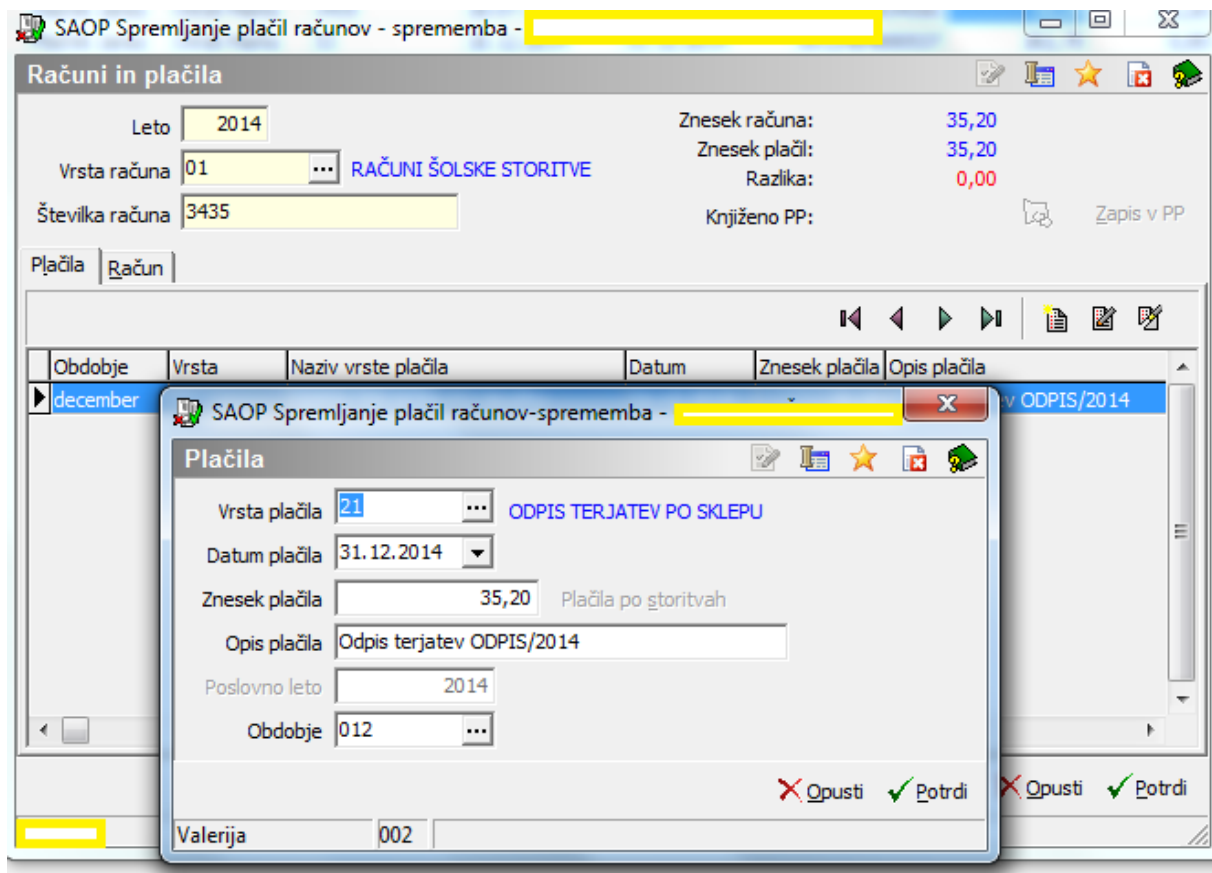 SAOP Spremljanje plačil računov - sprememba -
Računi in plačila
Leto 2014
Znesek računa: 35,20
Znesek plačil: 35,20
Vrsta računa 01 ... RAČUNI ŠOLSKE STORITVE
Razlika: 0,00
Številka računa 3435
Knjiženo PP:
Zapis v PP
Plačila Račun
Obdobje Vrsta Naziv vrste plačila Datum Znesek plačila Opis plačila
december ODPIS/2014
SAOP Spremljanje plačil računov-sprememba -
Plačila
Vrsta plačila 21 ... ODPIS TERJATEV PO SKLEPU
Datum plačila 31.12.2014
Znesek plačila 35,20 Plačila po storitvah
Opis plačila Odpis terjatev ODPIS/2014
Poslovno leto 2014
Obdobje 012 ...
Opusti Potrdi
Opusti Potrdi
Valerija 002